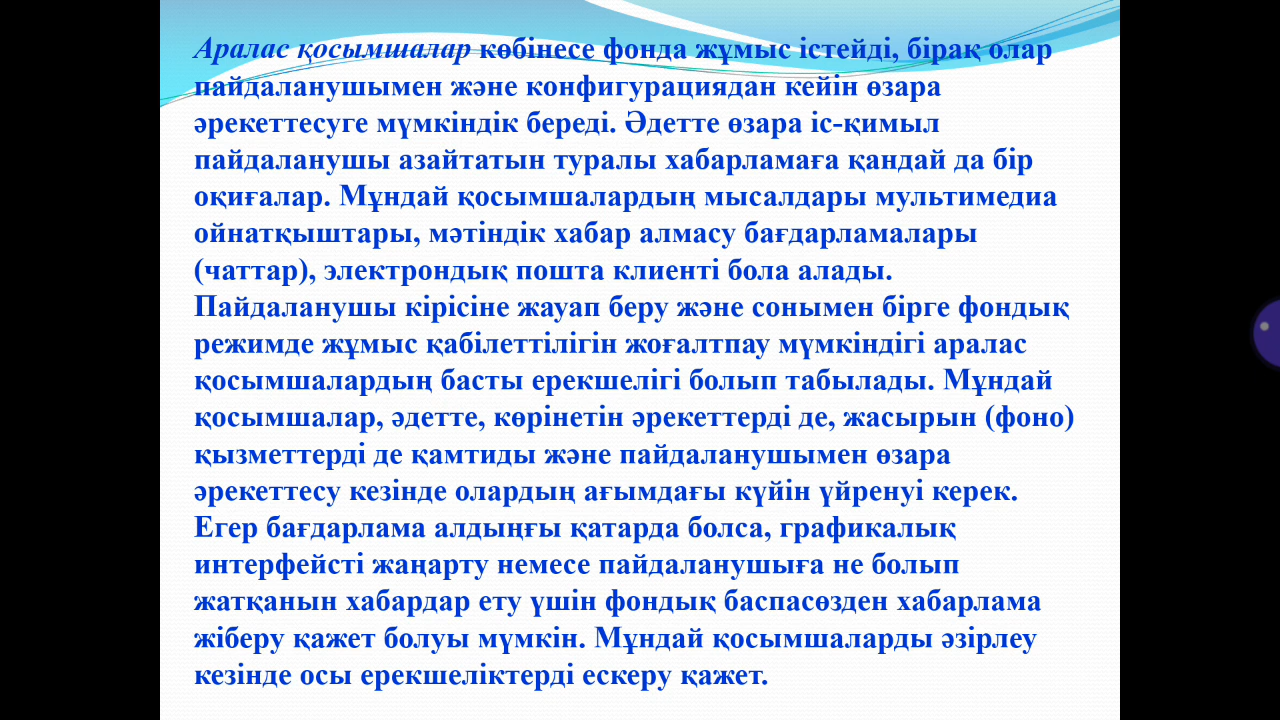 Аралас қосымшалар көбінесе фонда жұмыс істейді, бірақ олар
пайдаланушымен және конфигурациядан кейін өзара
әрекеттесуге мүмкіндік береді. Әдетте өзара іс-қимыл
пайдаланушы азайтатын туралы хабарламаға қандай да бір
оқиғалар. Мұндай қосымшалардың мысалдары мультимедиа
ойнатқыштары, мәтіндік хабар алмасу бағдарламалары
(чаттар), электрондық пошта клиенті бола алады.
Пайдаланушы кірісіне жауап беру және сонымен бірге фондық
режимде жұмыс қабілеттілігін жоғалтпау мүмкіндігі аралас
қосымшалардың басты ерекшелігі болып табылады. Мұндай
қосымшалар, әдетте, көрінетін әрекеттерді де, жасырын (фоно)
қызметтерді де қамтиды және пайдаланушымен өзара
әрекеттесу кезінде олардың ағымдағы күйін үйренуі керек.
Егер бағдарлама алдыңғы қатарда болса, графикалық
интерфейсті жаңарту немесе пайдаланушыға не болып
жатқанын хабардар ету үшін фондық баспасөзден хабарлама
жіберу қажет болуы мүмкін. Мұндай қосымшаларды әзірлеу
кезінде осы ерекшеліктерді ескеру қажет.